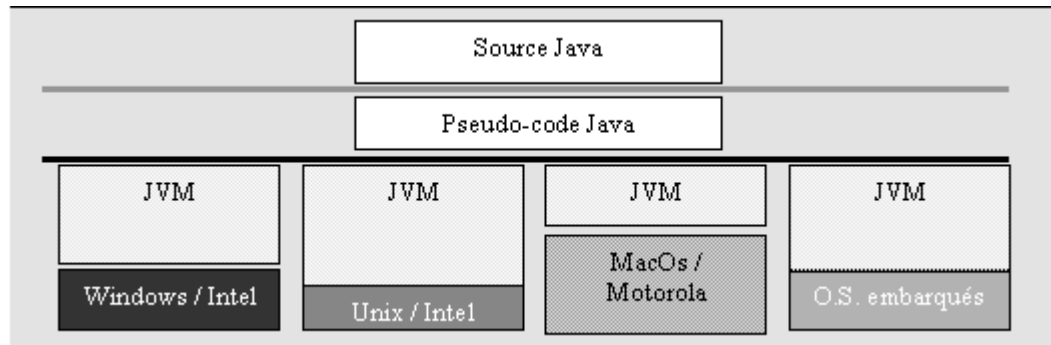 Source Java
Pseudo-code Java
JVM
JVM
JVM
JVM
Windows / Intel
Unix / Intel
MacOs /
Motorola
O.S. embarqués